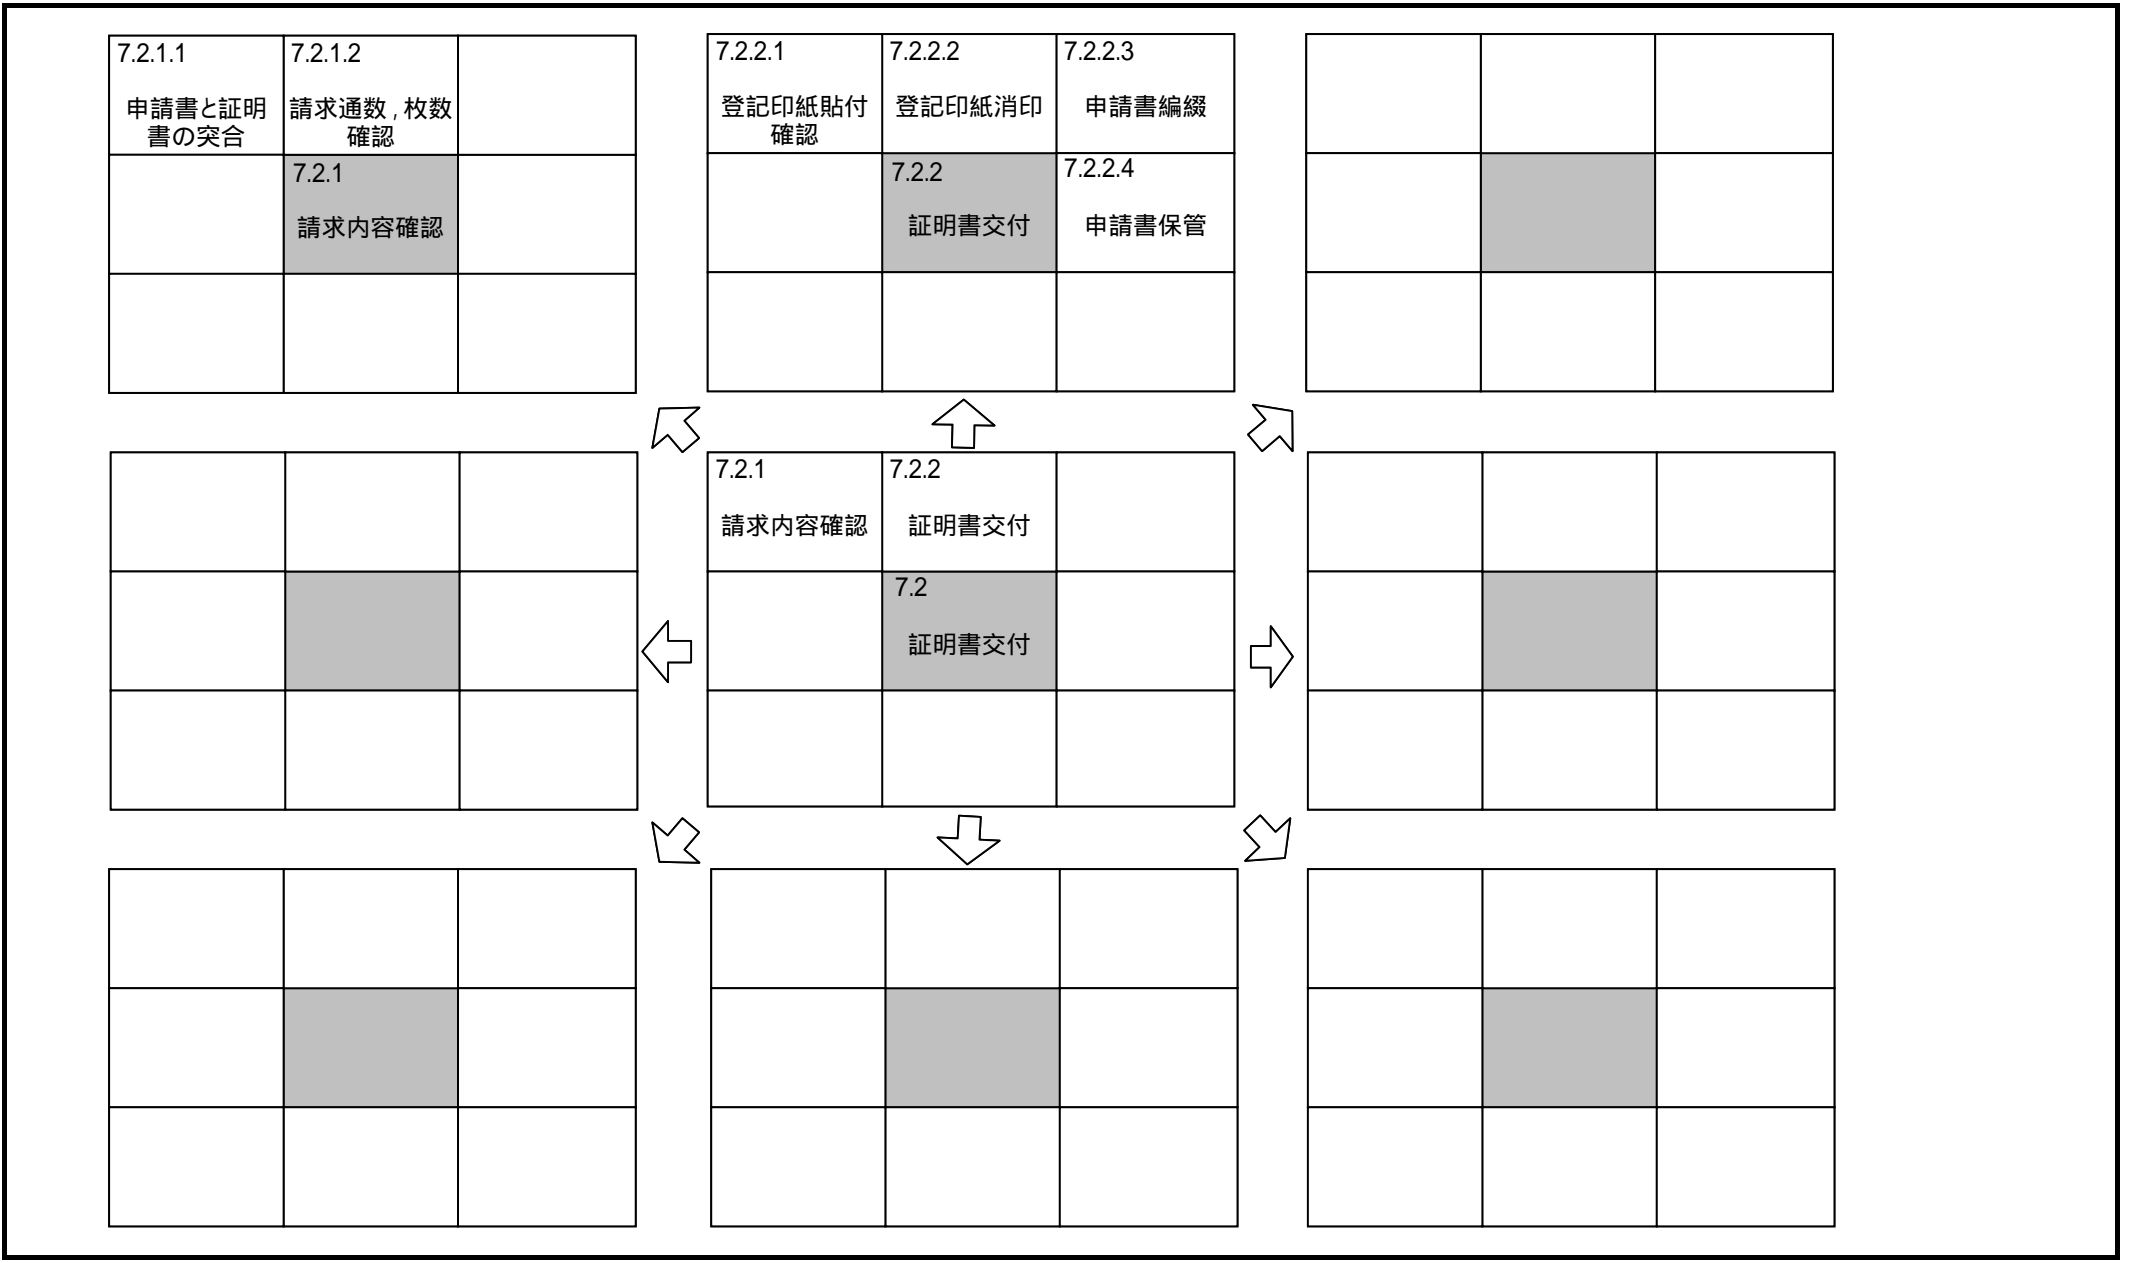 7.2.1.1
申請書と証明
書の突合
7.2.1.2
請求通数，枚数
確認
7.2.1
請求内容確認
7.2.2.1
登記印紙貼付
確認
7.2.2.2
登記印紙消印
7.2.2.3
申請書編綴
7.2.2
証明書交付
7.2.2.4
申請書保管
7.2.1
請求内容確認
7.2.2
証明書交付
7.2
証明書交付